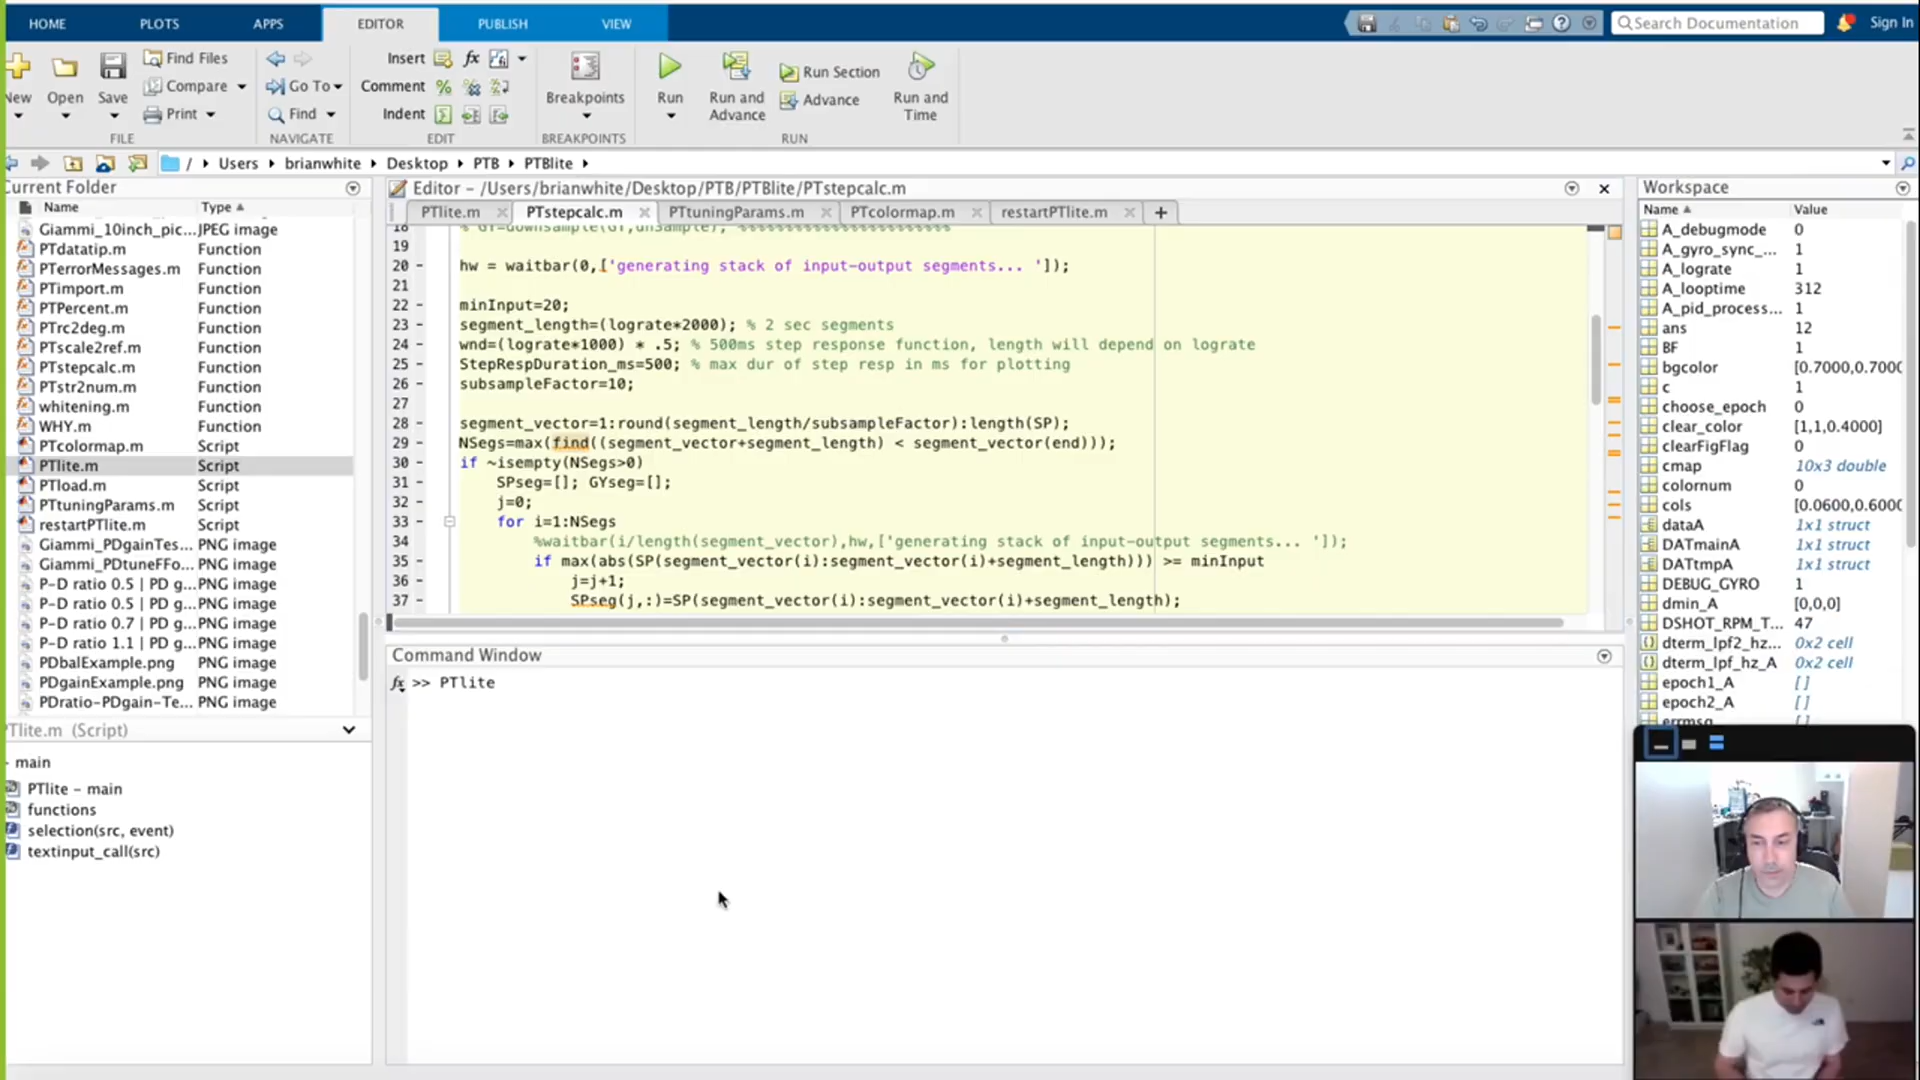 HOME PLOTS APPS EDITOR PUBLISH VIEW
Search Documentation Sign In
New Open Save Find Files Compare Print
FILE
Go To Find
NAVIGATE
Insert fx
Comment %
Indent
EDIT
Breakpoints
BREAKPOINTS
Run Run and Advance Run Section Advance Run and Time
RUN
/ Users brianwhite Desktop PTB PTBlite
Current Folder
Name Type
Giammi_10inch_pic... JPEG image
PTdatatip.m Function
PTerrorMessages.m Function
PTimport.m Function
PTPercent.m Function
PTrc2deg.m Function
PTscale2ref.m Function
PTstepcalc.m Function
PTstr2num.m Function
whitening.m Function
WHY.m Function
PTcolormap.m Script
PTlite.m Script
PTload.m Script
PTtuningParams.m Script
restartPTlite.m Script
Giammi_PDgainTes... PNG image
Giammi_PDtuneFFo... PNG image
P-D ratio 0.5 | PD g... PNG image
P-D ratio 0.5 | PD g... PNG image
P-D ratio 0.7 | PD g... PNG image
P-D ratio 1.1 | PD g... PNG image
PDbalExample.png PNG image
PDgainExample.png PNG image
PDratio-PDgain-Te... PNG image
PTlite.m (Script)
main
PTlite - main
functions
selection(src, event)
textinput_call(src)
Editor - /Users/brianwhite/Desktop/PTB/PTBlite/PTstepcalc.m
PTlite.m PTstepcalc.m PTtuningParams.m PTcolormap.m restartPTlite.m +
19
20 - hw = waitbar(0,['generating stack of input-output segments... ']);
21
22 - minInput=20;
23 - segment_length=(lograte*2000); % 2 sec segments
24 - wnd=(lograte*1000) * .5; % 500ms step response function, length will depend on lograte
25 - StepRespDuration_ms=500; % max dur of step resp in ms for plotting
26 - subsampleFactor=10;
27
28 - segment_vector=1:round(segment_length/subsampleFactor):length(SP);
29 - NSegs=max(find((segment_vector+segment_length) < segment_vector(end)));
30 - if ~isempty(NSegs>0)
31 - SPseg=[]; GYseg=[];
32 - j=0;
33 - for i=1:NSegs
34 %waitbar(i/length(segment_vector),hw,['generating stack of input-output segments... ']);
35 - if max(abs(SP(segment_vector(i):segment_vector(i)+segment_length))) >= minInput
36 - j=j+1;
37 - SPseg(j,:)=SP(segment_vector(i):segment_vector(i)+segment_length);
Command Window
fx >> PTlite
Workspace
Name Value
A_debugmode 0
A_gyro_sync_... 1
A_lograte 1
A_looptime 312
A_pid_process... 1
ans 12
BF 1
bgcolor [0.7000,0.7000
c 1
choose_epoch 0
clear_color [1,1,0.4000]
clearFigFlag 0
cmap 10x3 double
colornum 0
cols [0.0600,0.6000
dataA 1x1 struct
DATmainA 1x1 struct
DATtmpA 1x1 struct
DEBUG_GYRO 1
dmin_A [0,0,0]
DSHOT_RPM_T... 47
dterm_lpf2_hz... 0x2 cell
dterm_lpf_hz_A 0x2 cell
epoch1_A []
epoch2_A []